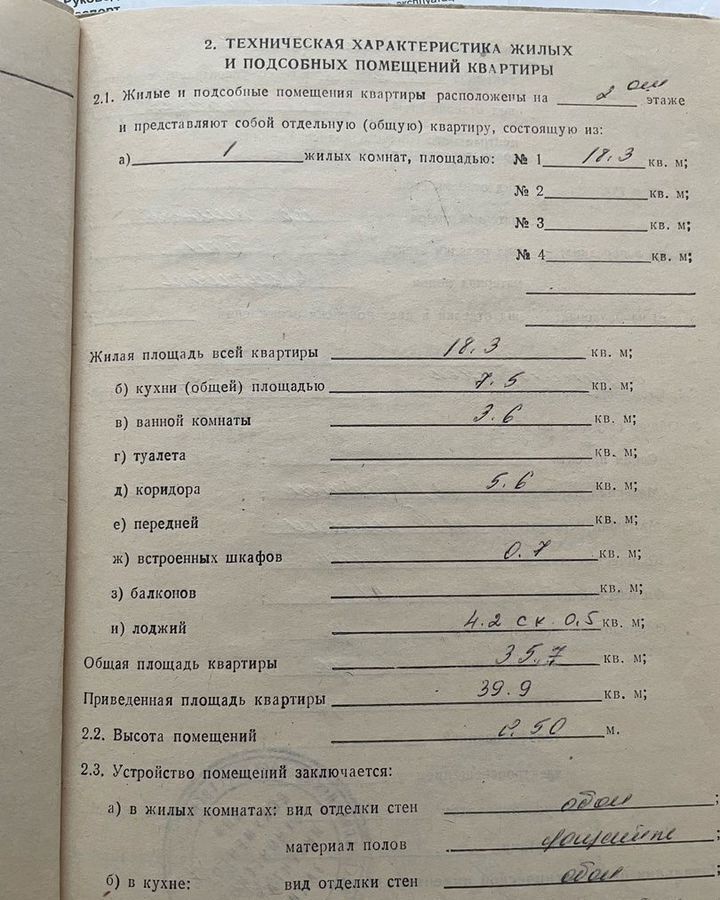 эксплуатац
2. ТЕХНИЧЕСКАЯ ХАРАКТЕРИСТИКА ЖИЛЫХ
И ПОДСОБНЫХ ПОМЕЩЕНИЙ КВАРТИРЫ
2.1. Жилые и подсобные помещения квартиры расположены на 2 ом этаже
и представляют собой отдельную (общую) квартиру, состоящую из:
а) 1 жилых комнат, площадью: № 1 18.3 кв. м;
№ 2 кв. м;
№ 3 кв. м;
№ 4 кв. м;
Жилая площадь всей квартиры 18.3 кв. м;
б) кухни (общей) площадью 7.5 кв. м;
в) ванной комнаты 3.6 кв. м;
г) туалета кв. м;
д) коридора 5.6 кв. м;
е) передней кв. м;
ж) встроенных шкафов 0.7 кв. м;
з) балконов кв. м;
и) лоджий 4.2 с к. 0,5 кв. м;
Общая площадь квартиры 35,7 кв. м;
Приведенная площадь квартиры 39.9 кв. м;
2.2. Высота помещений 2.50 м.
2.3. Устройство помещений заключается:
а) в жилых комнатах: вид отделки стен обои;
материал полов ;
б) в кухне: вид отделки стен обои;